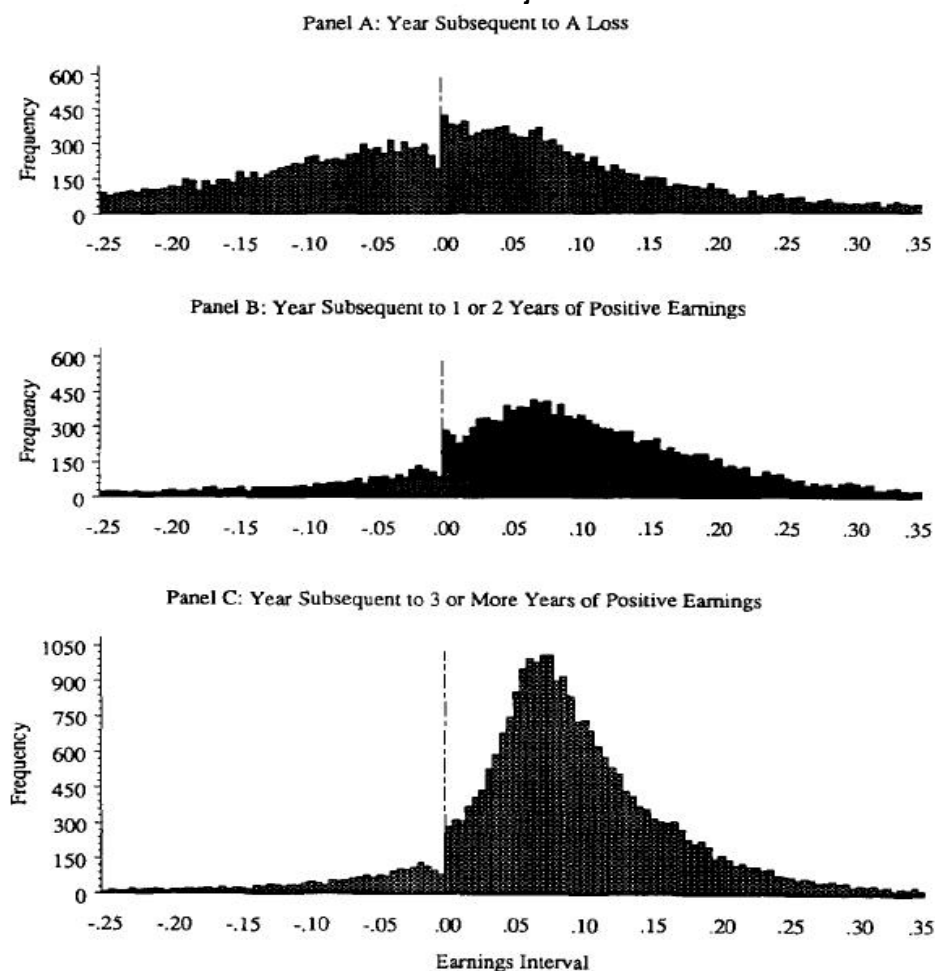 Panel A: Year Subsequent to A Loss
Frequency
600
450
300
150
0
-.25 -.20 -.15 -.10 -.05 .00 .05 .10 .15 .20 .25 .30 .35
Panel B: Year Subsequent to 1 or 2 Years of Positive Earnings
Frequency
600
450
300
150
0
-.25 -.20 -.15 -.10 -.05 .00 .05 .10 .15 .20 .25 .30 .35
Panel C: Year Subsequent to 3 or More Years of Positive Earnings
Frequency
1050
900
750
600
450
300
150
0
-.25 -.20 -.15 -.10 -.05 .00 .05 .10 .15 .20 .25 .30 .35
Earnings Interval